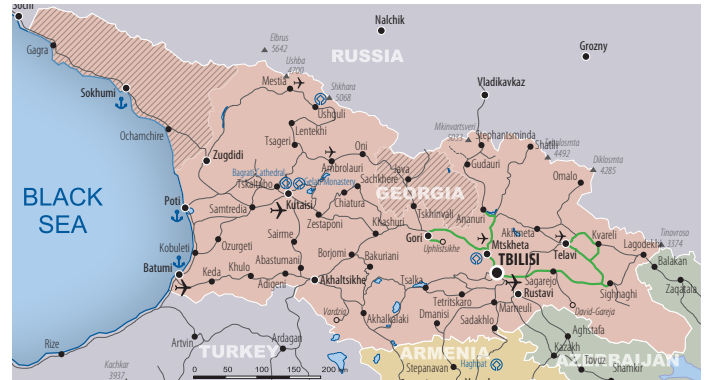 Sochi
Nalchik
Elbrus
5642
Grozny
Gagra
RUSSIA
Ushba
4700
Mestia
Vladikavkaz
Sokhumi
Shkhara
5068
Ushguli
Ochamchire
Lentekhi
Mkinvartsveri
5033
Stephantsminda
Shatili
Tsageri
Oni
4492
Zugdidi
Ambrolauri
Gudauri
Diklosmta
4285
Bagrati Cathedral
Gelati Monastery
Sachkhere
Java
Omalo
Tskaltubo
GEORGIA
BLACK
SEA
Poti
Samtredia
Kutaisi
Chiatura
Tskhinvali
Ananuri
Zestaponi
Khashuri
Gori
Akhmeta
Kvareli
Tinovroso
3374
Kobuleti
Ozurgeti
Sairme
Uphlistsikhe
Mtskheta
Telavi
Lagodekhi
Borjomi
Bakuriani
TBILISI
Balakan
Batumi
Keda
Khulo
Abastumani
Adigeni
Akhaltsikhe
Tsalka
Sagarejo
Sighnaghi
Zagatala
Tetritskaro
Rustavi
Vardzia
Akhalkalaki
Dmanisi
Marneuli
David-Gareja
Sadakhlo
Rize
Artvin
Ardagan
Aghstafa
TURKEY
ARMENIA
Kazakh
AZERBAIJAN
Kachkar
3937
Stepanavan
Haghpat
Tovuz
Shamkir
0 50 100 150 200 km